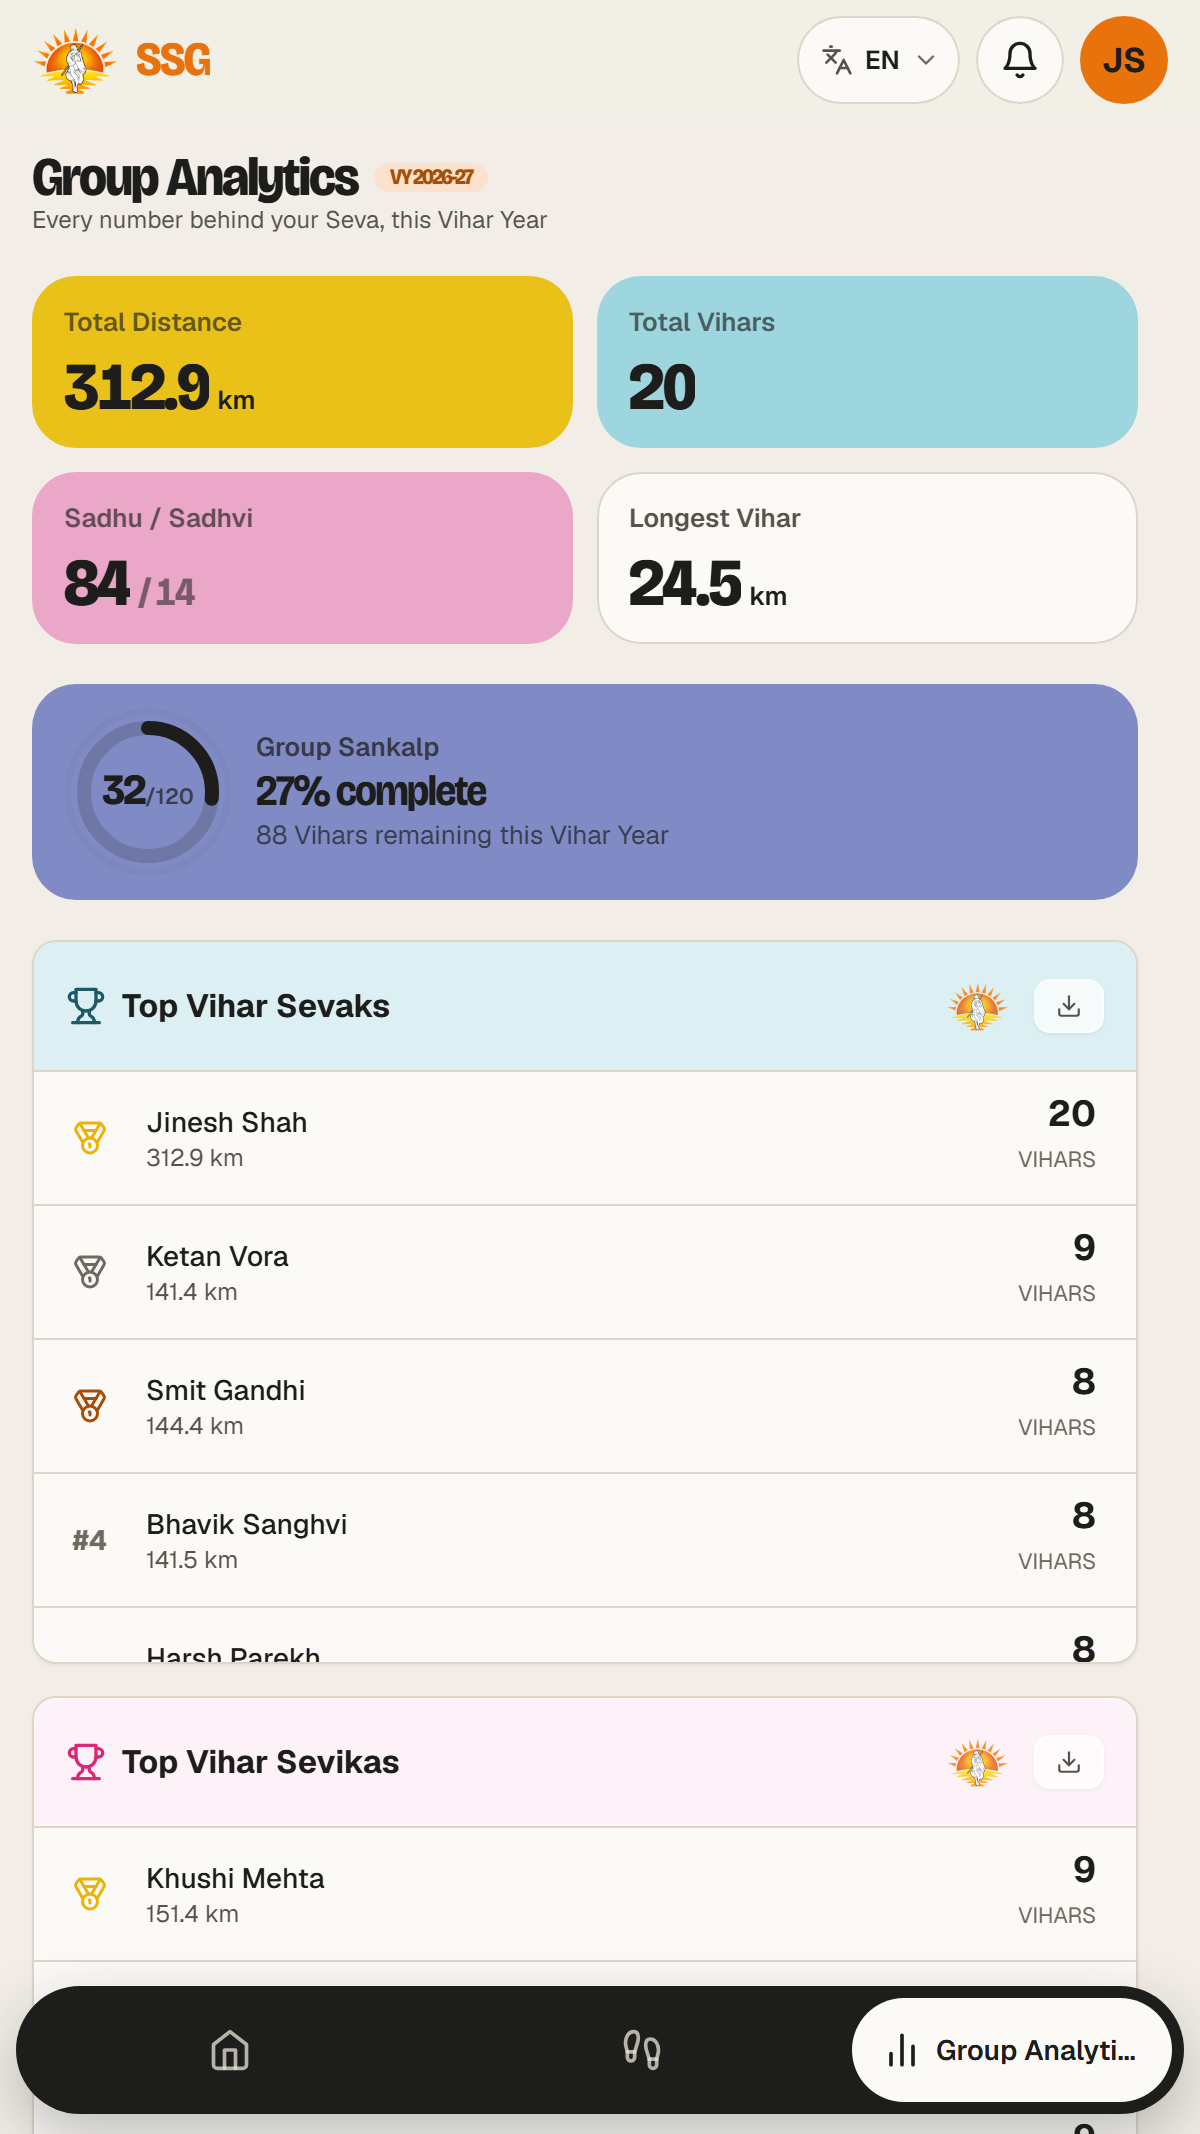 SSG
EN
JS
Group Analytics VY 2026-27
Every number behind your Seva, this Vihar Year
Total Distance
312.9 km
Total Vihars
20
Sadhu / Sadhvi
84 / 14
Longest Vihar
24.5 km
32/120
Group Sankalp
27% complete
88 Vihars remaining this Vihar Year
Top Vihar Sevaks
Jinesh Shah
312.9 km
20
VIHARS
Ketan Vora
141.4 km
9
VIHARS
Smit Gandhi
144.4 km
8
VIHARS
#4
Bhavik Sanghvi
141.5 km
8
VIHARS
Harsh Parekh
8
Top Vihar Sevikas
Khushi Mehta
151.4 km
9
VIHARS
Group Analyti...